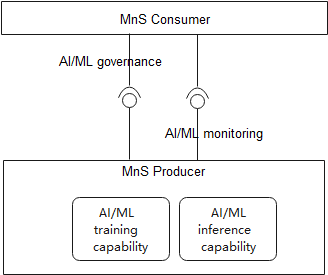 MnS Consumer
AI/ML governance
AI/ML monitoring
MnS Producer
AI/ML
training
capability
AI/ML
inference
capability